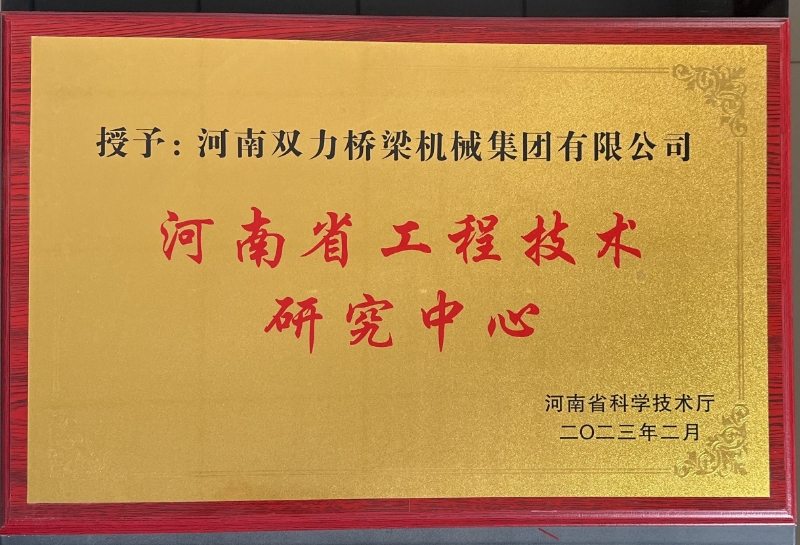 授予：河南双力桥梁机械集团有限公司
河南省工程技术
研究中心
河南省科学技术厅
二〇二三年二月